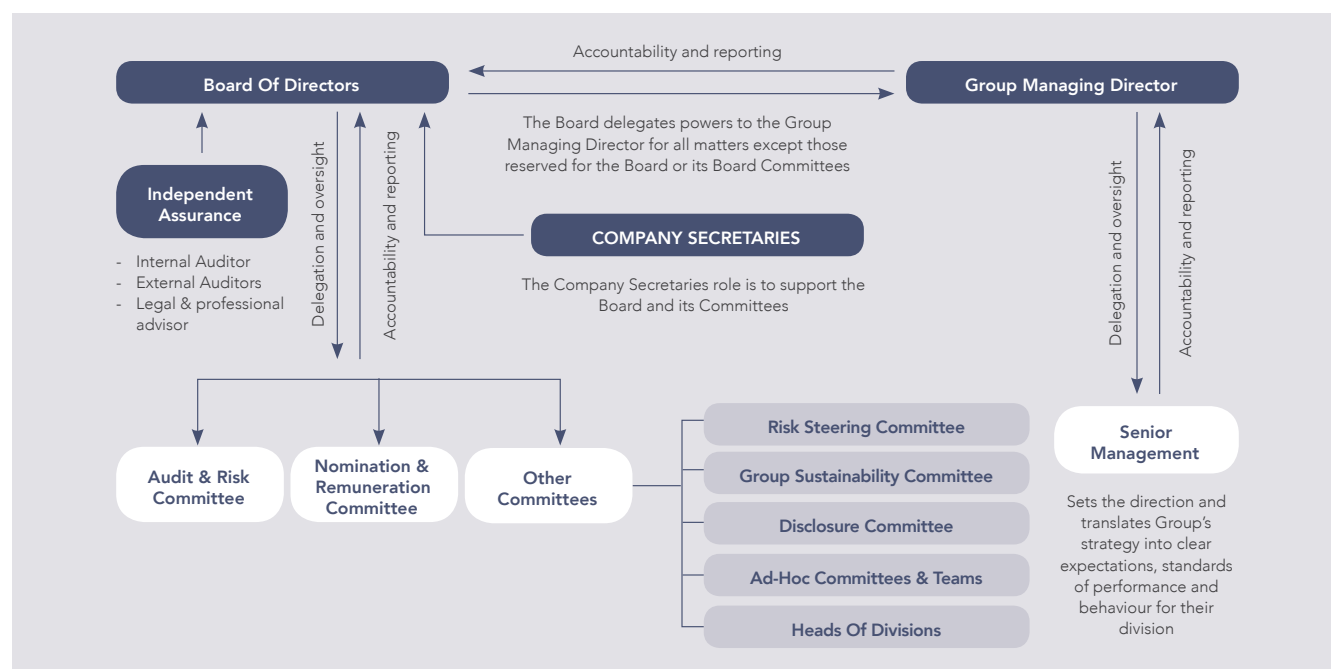 Accountability and reporting
Board Of Directors
Group Managing Director
The Board delegates powers to the Group
Managing Director for all matters except those
reserved for the Board or its Board Committees
Independent
Assurance
- Internal Auditor
- External Auditors
- Legal & professional
advisor
Delegation and oversight
Accountability and reporting
COMPANY SECRETARIES
The Company Secretaries role is to support the
Board and its Committees
Delegation and oversight
Accountability and reporting
Audit & Risk
Committee
Nomination &
Remuneration
Committee
Other
Committees
Risk Steering Committee
Group Sustainability Committee
Disclosure Committee
Ad-Hoc Committees & Teams
Heads Of Divisions
Senior
Management
Sets the direction and
translates Group’s
strategy into clear
expectations, standards
of performance and
behaviour for their
division